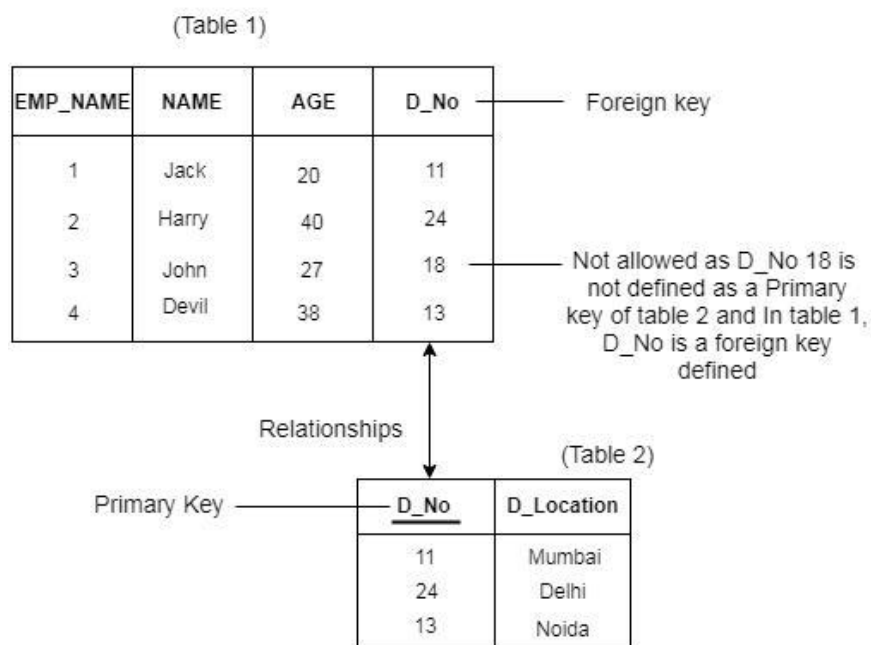 (Table 1)
EMP_NAME NAME AGE D_No Foreign key
1 Jack 20 11
2 Harry 40 24
3 John 27 18
4 Devil 38 13
Not allowed as D_No 18 is
not defined as a Primary
key of table 2 and In table 1,
D_No is a foreign key
defined
Relationships
(Table 2)
Primary Key D_No D_Location
11 Mumbai
24 Delhi
13 Noida